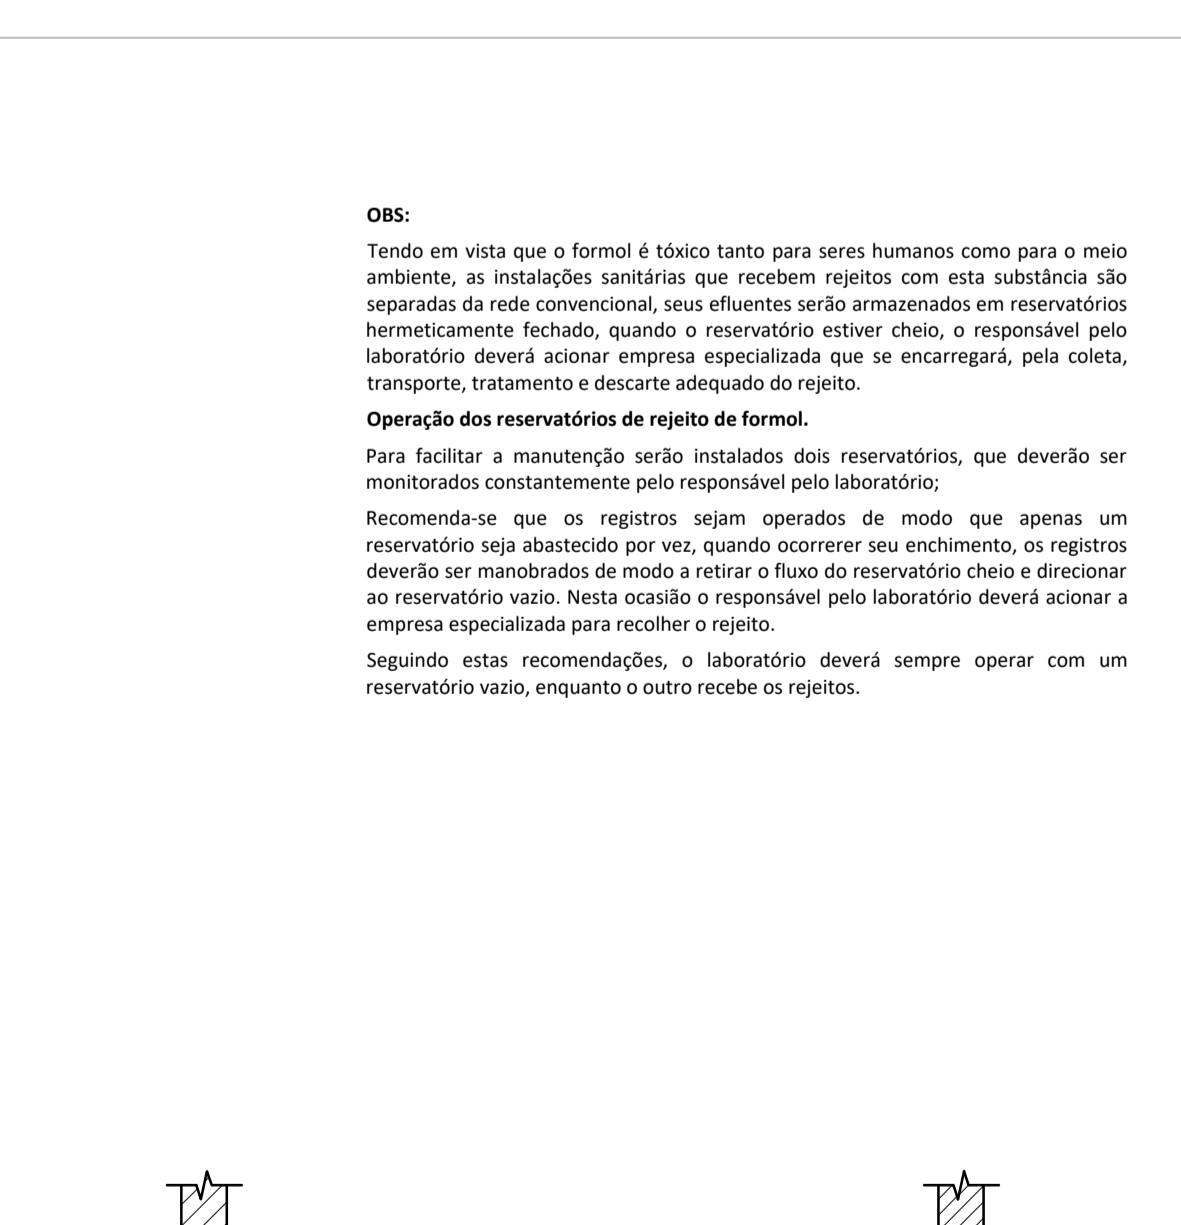 OBS:
Tendo em vista que o formol é tóxico tanto para seres humanos como para o meio
ambiente, as instalações sanitárias que recebem rejeitos com esta substância são
separadas da rede convencional, seus efluentes serão armazenados em reservatórios
hermeticamente fechado, quando o reservatório estiver cheio, o responsável pelo
laboratório deverá acionar empresa especializada que se encarregará, pela coleta,
transporte, tratamento e descarte adequado do rejeito.
Operação dos reservatórios de rejeito de formol.
Para facilitar a manutenção serão instalados dois reservatórios, que deverão ser
monitorados constantemente pelo responsável pelo laboratório;
Recomenda-se que os registros sejam operados de modo que apenas um
reservatório seja abastecido por vez, quando ocorrerer seu enchimento, os registros
deverão ser manobrados de modo a retirar o fluxo do reservatório cheio e direcionar
ao reservatório vazio. Nesta ocasião o responsável pelo laboratório deverá acionar a
empresa especializada para recolher o rejeito.
Seguindo estas recomendações, o laboratório deverá sempre operar com um
reservatório vazio, enquanto o outro recebe os rejeitos.